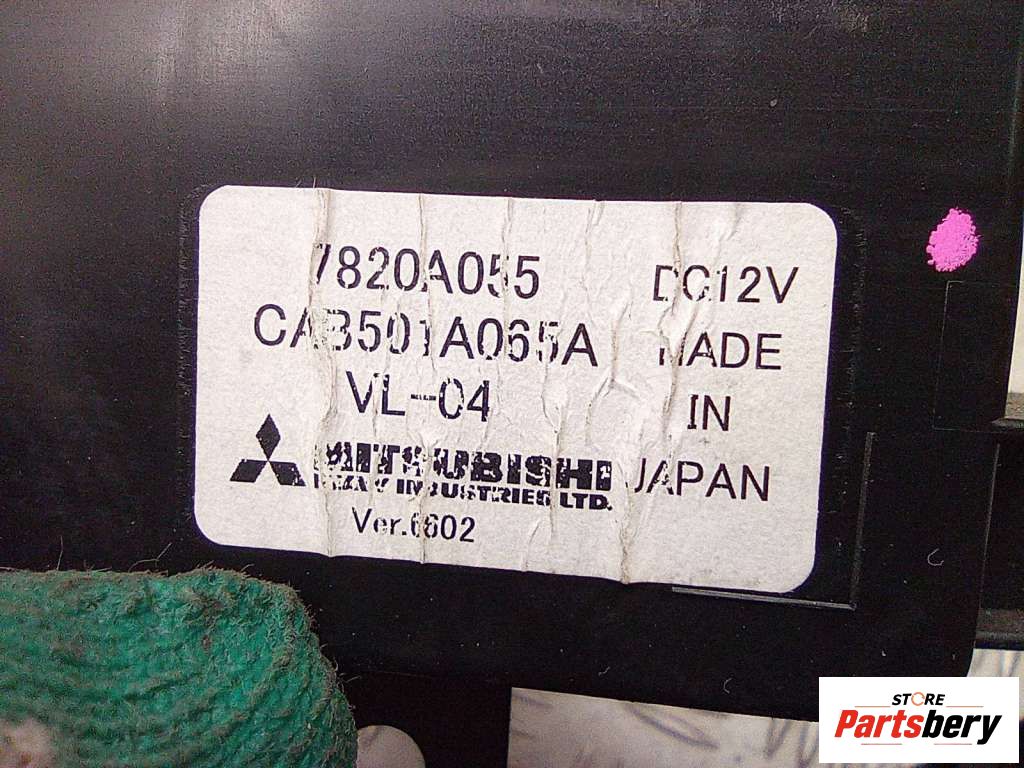 7820A055
CAB501A065A
VL-04
MITSUBISHI
HEAVY INDUSTRIES LTD.
Ver.6602
DC12V
MADE
IN
JAPAN
STORE
Partsbery